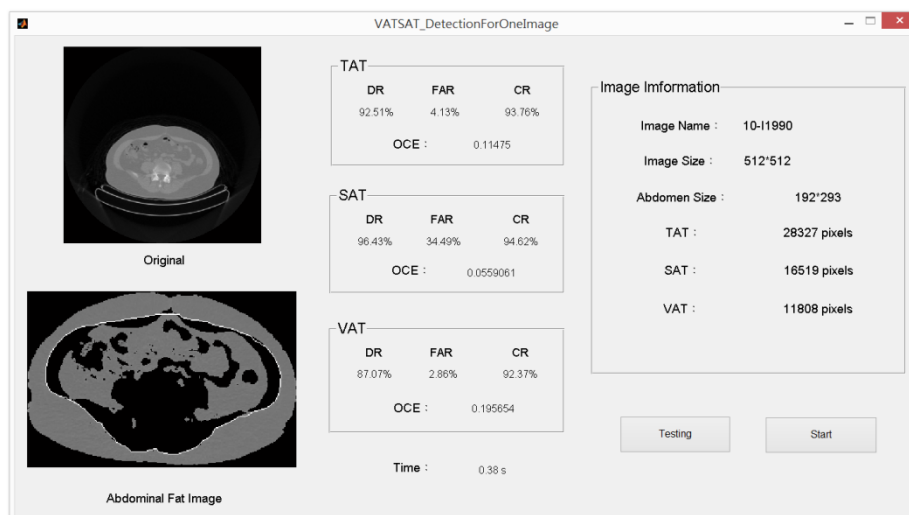 VATSAT_DetectionForOneImage
Original
Abdominal Fat Image
TAT
DR FAR CR
92.51% 4.13% 93.76%
OCE： 0.11475
SAT
DR FAR CR
96.43% 34.49% 94.62%
OCE： 0.0559061
VAT
DR FAR CR
87.07% 2.86% 92.37%
OCE： 0.195654
Time： 0.38 s
Image Imformation
Image Name： 10-I1990
Image Size： 512*512
Abdomen Size： 192*293
TAT： 28327 pixels
SAT： 16519 pixels
VAT： 11808 pixels
Testing
Start